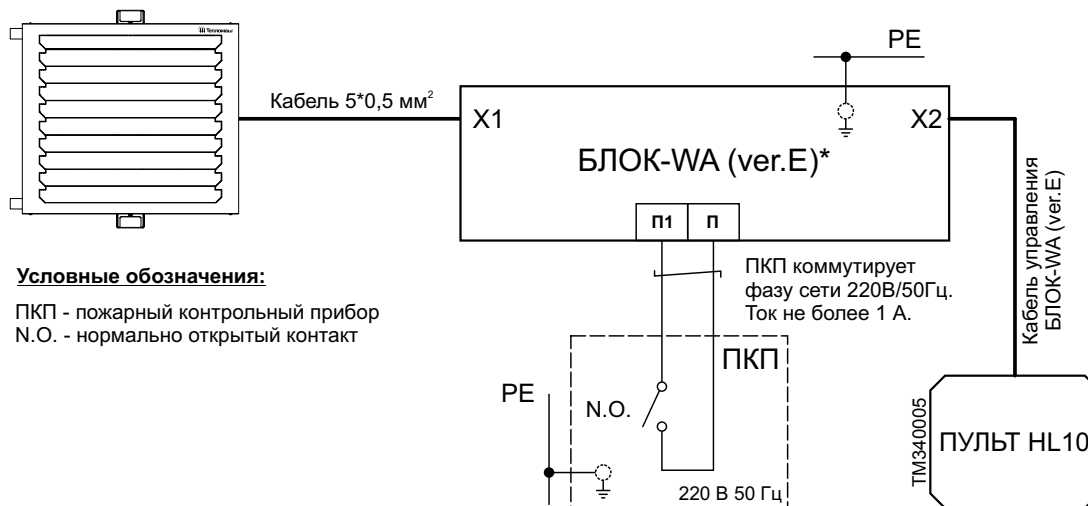 Тепломаш
PE
Кабель 5*0,5 мм²
X1
X2
БЛОК-WA (ver.E)*
П1
П
Условные обозначения:
ПКП - пожарный контрольный прибор
N.O. - нормально открытый контакт
ПКП коммутирует
фазу сети 220В/50Гц.
Ток не более 1 А.
Кабель управления
БЛОК-WA (ver.E)
ПКП
PE
N.O.
220 В 50 Гц
TM340005
ПУЛЬТ HL10